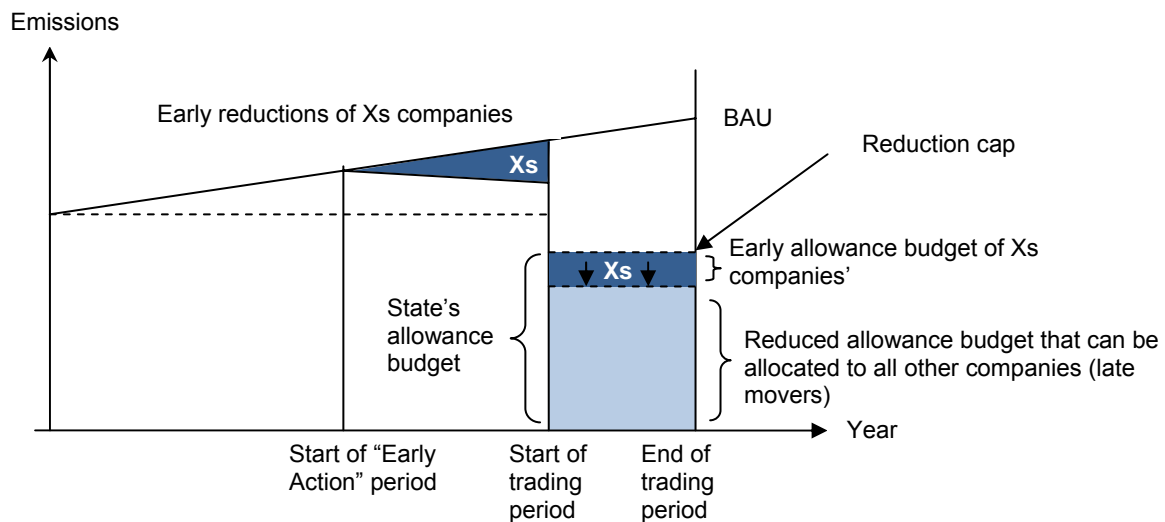 Emissions
Early reductions of Xs companies
BAU
Reduction cap
Xs
Early allowance budget of Xs
companies’
Xs
State’s
allowance
budget
Reduced allowance budget that can be
allocated to all other companies (late
movers)
Year
Start of “Early
Action” period
Start of
trading
period
End of
trading
period